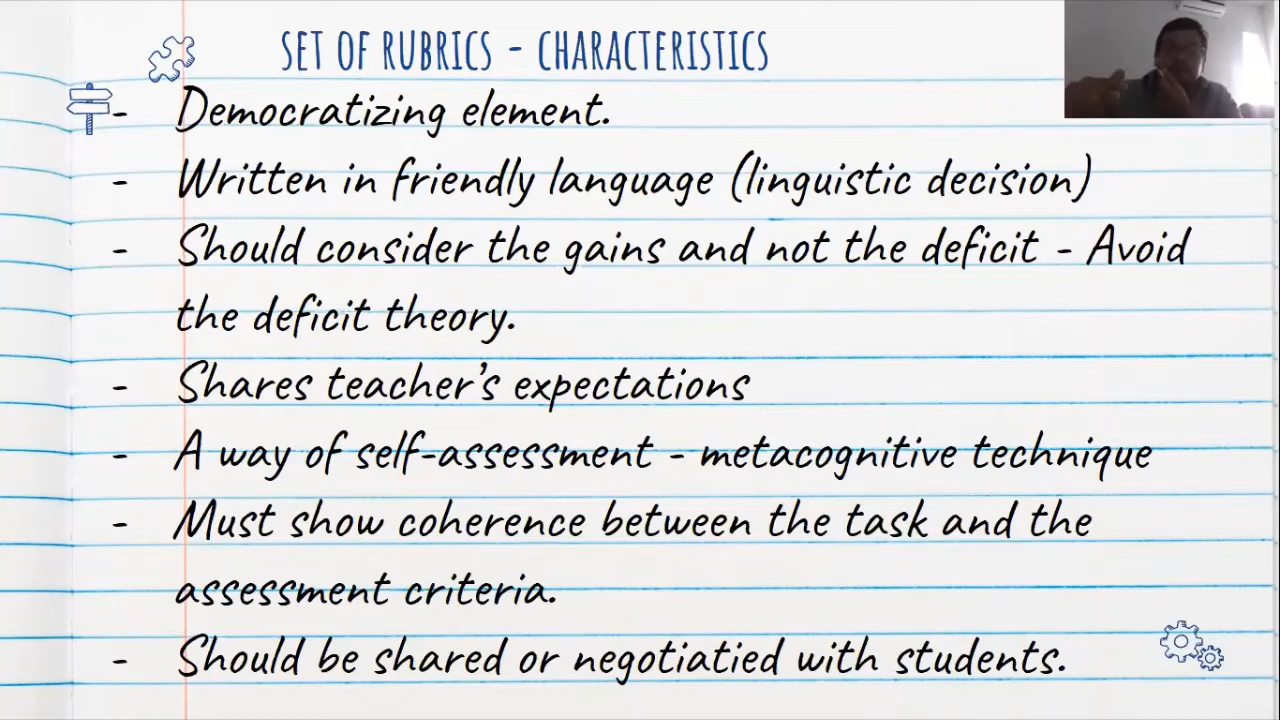 SET OF RUBRICS - CHARACTERISTICS
- Democratizing element.
- Written in friendly language (linguistic decision)
- Should consider the gains and not the deficit - Avoid
the deficit theory.
- Shares teacher's expectations
- A way of self-assessment - metacognitive technique
- Must show coherence between the task and the
assessment criteria.
- Should be shared or negotiatied with students.